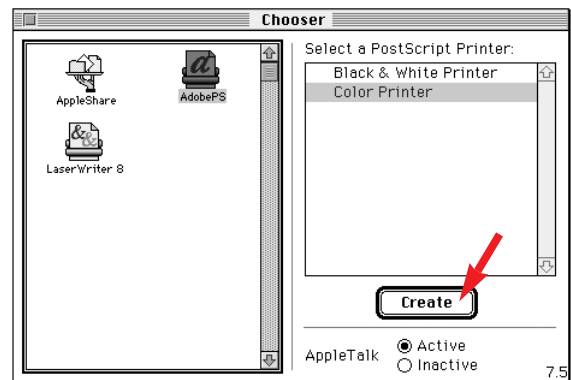 Chooser
AppleShare
AdobePS
LaserWriter 8
Select a PostScript Printer:
Black & White Printer
Color Printer
Create
AppleTalk
Active
Inactive
7.5